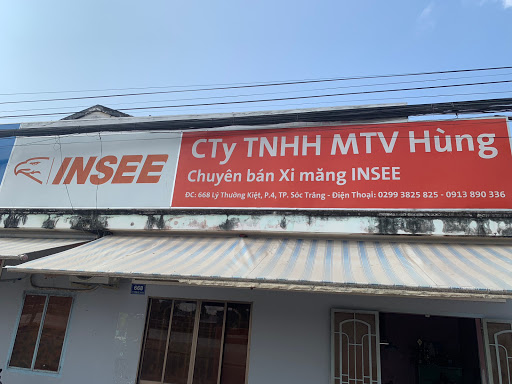 INSEE
CTy TNHH MTV Hùng
Chuyên bán Xi măng INSEE
ĐC: 668 Lý Thường Kiệt, P.4, TP. Sóc Trăng - Điện Thoại: 0299 3825 825 - 0913 890 336
668